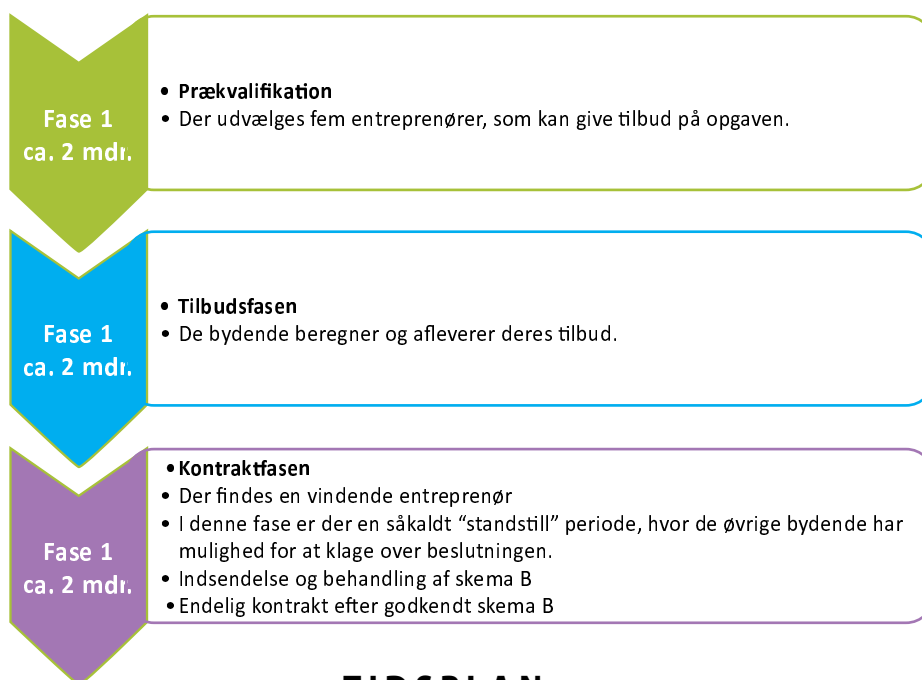 Fase 1
ca. 2 mdr.
• Prækvalifikation
• Der udvælges fem entreprenører, som kan give tilbud på opgaven.
Fase 1
ca. 2 mdr.
• Tilbudsfasen
• De bydende beregner og afleverer deres tilbud.
Fase 1
ca. 2 mdr.
• Kontraktfasen
• Der findes en vindende entreprenør
• I denne fase er der en såkaldt “standstill” periode, hvor de øvrige bydende har
mulighed for at klage over beslutningen.
• Indsendelse og behandling af skema B
• Endelig kontrakt efter godkendt skema B
TIDSPLAN